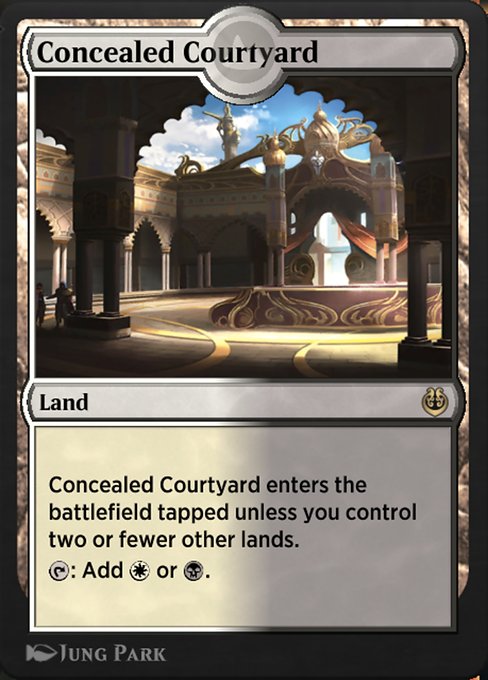 Concealed Courtyard
Land
Concealed Courtyard enters the
battlefield tapped unless you control
two or fewer other lands.
: Add or .
Jung Park